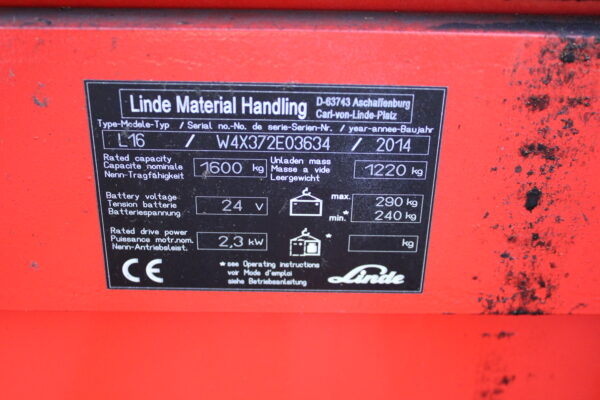 Linde Material Handling D-63743 Aschaffenburg
Carl-von-Linde-Platz
Type-Modele-Typ / Serial no.-No. de serie-Serien-Nr. / year-annee-Baujahr
L16 / W4X372E03634 / 2014
Rated capacity
Capacite nominale
Nenn-Tragfähigkeit
1600 kg
Unladen mass
Masse a vide
Leergewicht
1220 kg
Battery voltage
Tension batterie
Batteriespannung
24 V
max. 290 kg
min.* 240 kg
Rated drive power
Puissance motr.nom.
Nenn-Antriebsleist.
2,3 kW
*
kg
CE
* see Operating instructions
voir Mode d'emploi
siehe Betriebsanleitung
Linde